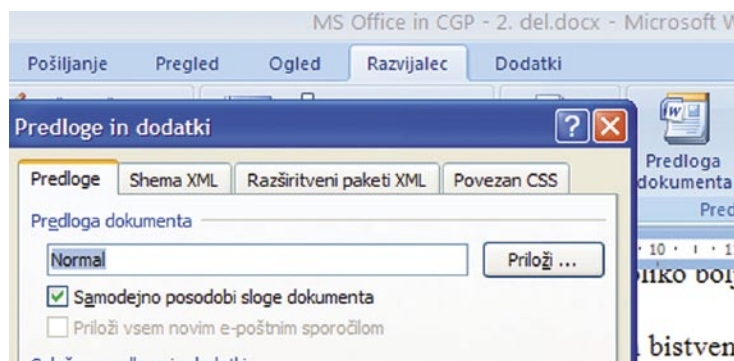 MS Office in CGP - 2. del.docx - Microsoft
Pošiljanje Pregled Ogled Razvijalec Dodatki
Predloge in dodatki
Predloga
dokumenta
Predloge Shema XML Razširitveni paketi XML Povezan CSS
Predloga dokumenta
Normal Priloži ...
Samodejno posodobi sloge dokumenta
Priloži vsem novim e-poštnim sporočilom
10
bistven